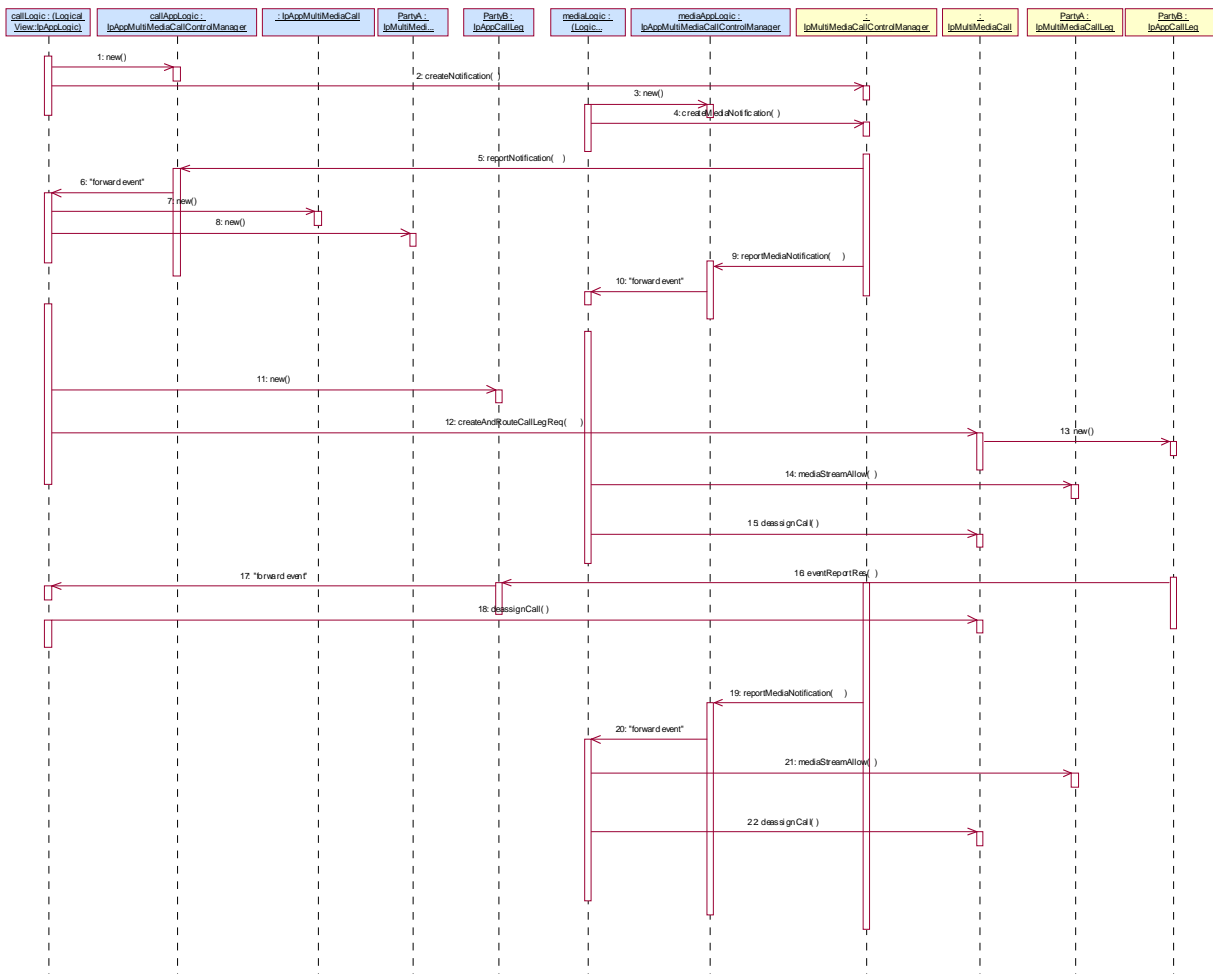 callLogic : (Logical
View::IpAppLogic)
callAppLogic :
IpAppMultiMediaCallControlManager
: IpAppMultiMediaCall
PartyA :
IpMultiMedi...
PartyB :
IpAppCallLeg
mediaLogic :
(Logic...
mediaAppLogic :
IpAppMultiMediaCallControlManager
:
IpMultiMediaCallControlManager
:
IpMultiMediaCall
PartyA :
IpMultiMediaCallLeg
PartyB :
IpAppCallLeg
1: new()
2: createNotification( )
3: new()
4: createMediaNotification( )
5: reportNotification( )
6: "forward event"
7: new()
8: new()
9: reportMediaNotification( )
10: "forward event"
11: new()
12: createAndRouteCallLegReq( )
13: new()
14: mediaStreamAllow( )
15: deassignCall( )
16: eventReportRes( )
17: "forward event"
18: deassignCall( )
19: reportMediaNotification( )
20: "forward event"
21: mediaStreamAllow( )
22: deassignCall( )